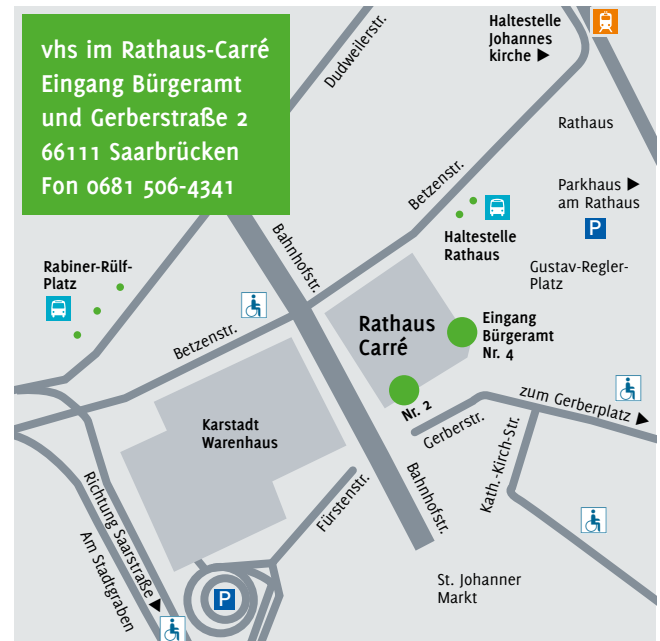 vhs im Rathaus-Carré
Eingang Bürgeramt
und Gerberstraße 2
66111 Saarbrücken
Fon 0681 506-4341
Dudweilerstr.
Haltestelle
Johannes
kirche ▶
Rathaus
Parkhaus ▶
am Rathaus
P
Gustav-Regler-
Platz
Betzenstr.
Haltestelle
Rathaus
Bahnhofstr.
Rabiner-Rülf-
Platz
Betzenstr.
Rathaus
Carré
Eingang
Bürgeramt
Nr. 4
Nr. 2
Gerberstr.
zum Gerberplatz ▶
Kath.-Kirch-Str.
Karstadt
Warenhaus
Fürstenstr.
Bahnhofstr.
Richtung Saarstraße ▶
Am Stadtgraben
P
St. Johanner
Markt